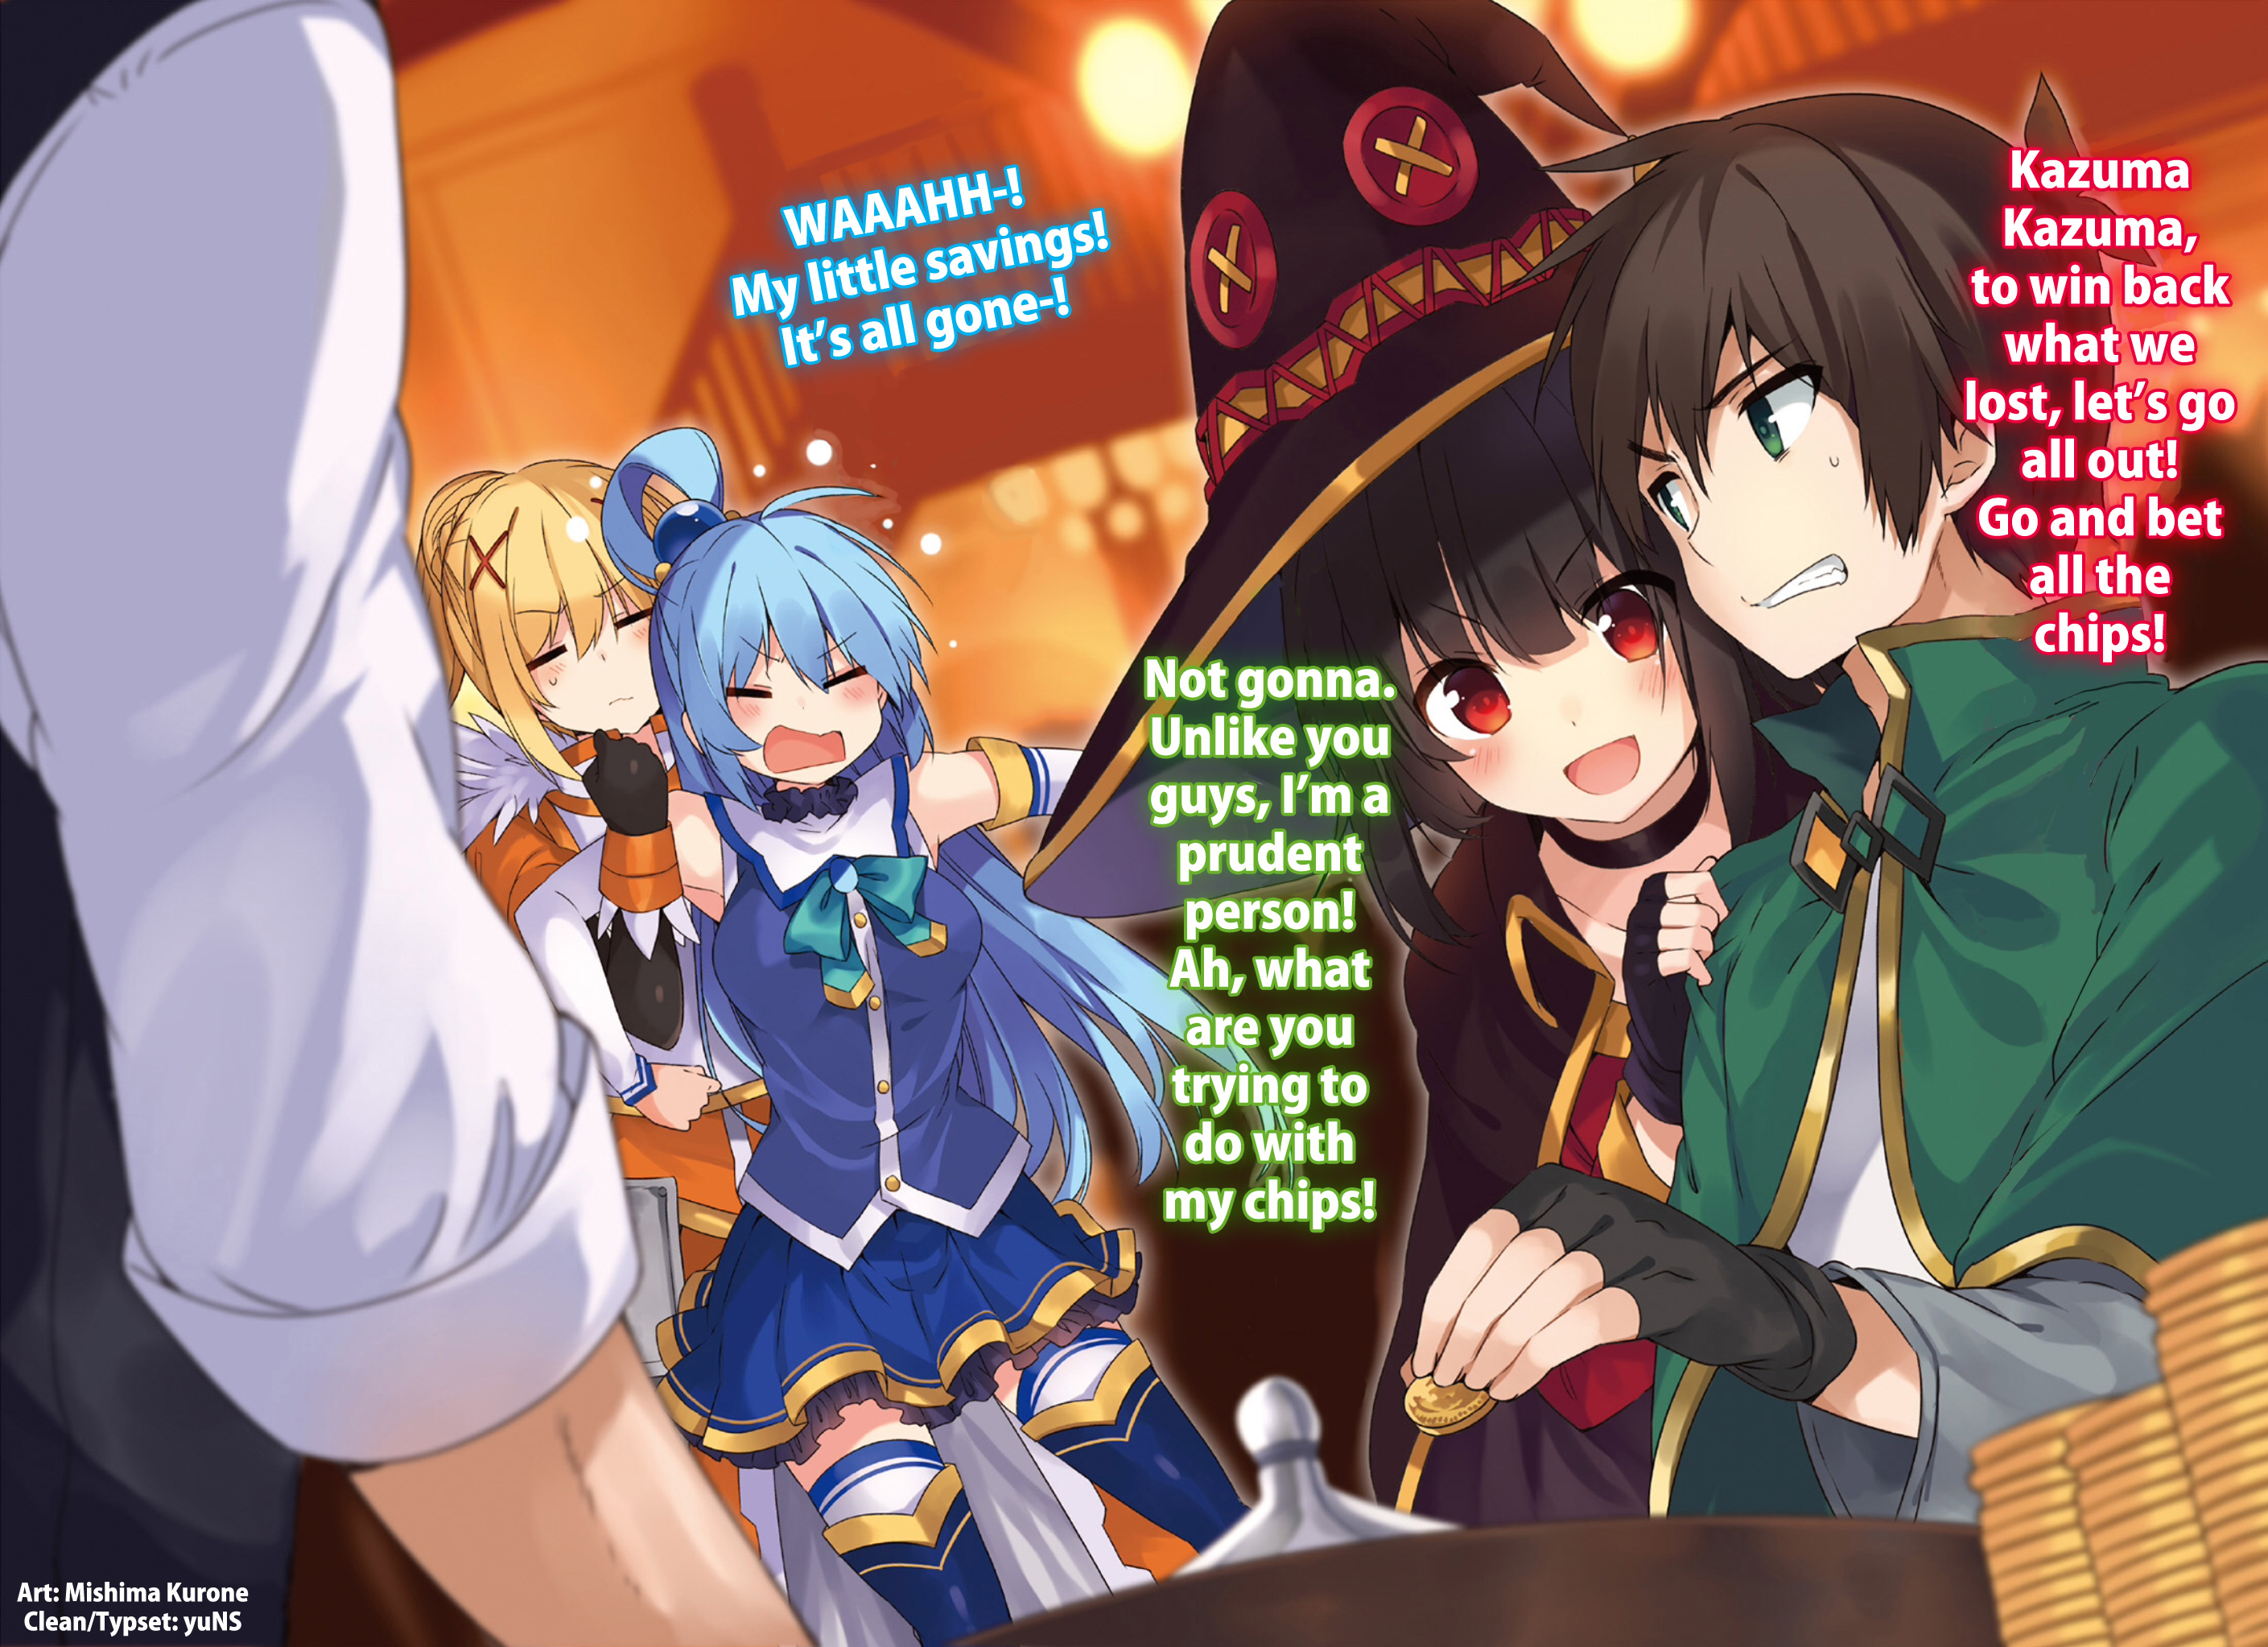 Kazuma
Kazuma,
to win back
what we
lost, let's go
all out!
Go and bet
all the
chips!
Not gonna.
Unlike you
guys, I'm a
prudent
person!
Ah, what
are you
trying to
do with
my chips!
WAAAHH-!
My little savings!
It's all gone-!
Art: Mishima Kurone
Clean/Typset: yuNS